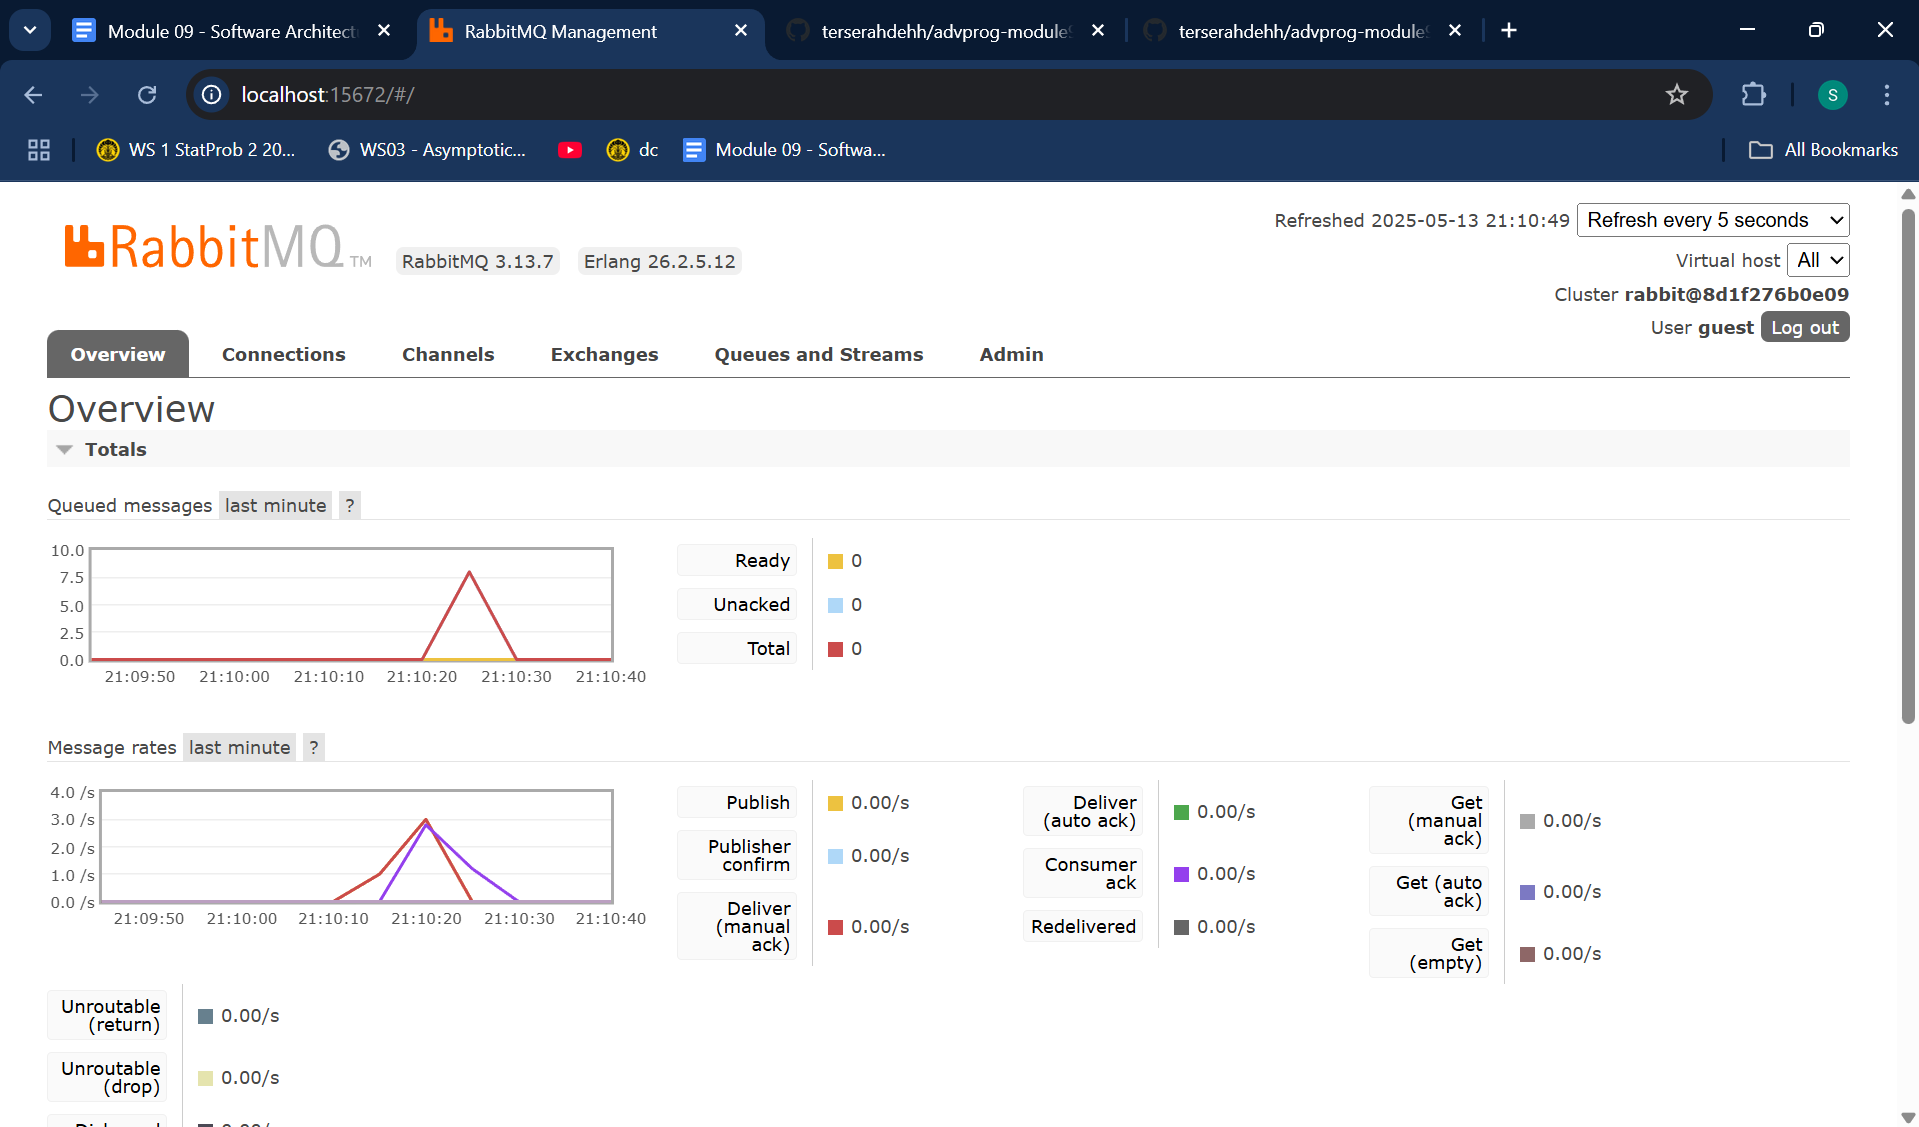 Module 09 - Software Architect
RabbitMQ Management
terserahdehh/advprog-module9
terserahdehh/advprog-module9
localhost:15672/#/
S
WS 1 StatProb 2 20...
WS03 - Asymptotic...
dc
Module 09 - Softwa...
All Bookmarks
Refreshed 2025-05-13 21:10:49
Refresh every 5 seconds
RabbitMQ TM
RabbitMQ 3.13.7
Erlang 26.2.5.12
Virtual host
All
Cluster rabbit@8d1f276b0e09
User guest
Log out
Overview
Connections
Channels
Exchanges
Queues and Streams
Admin
Overview
Totals
Queued messages
last minute
?
10.0
7.5
5.0
2.5
0.0
21:09:50
21:10:00
21:10:10
21:10:20
21:10:30
21:10:40
Ready
0
Unacked
0
Total
0
Message rates
last minute
?
4.0 /s
3.0 /s
2.0 /s
1.0 /s
0.0 /s
21:09:50
21:10:00
21:10:10
21:10:20
21:10:30
21:10:40
Publish
0.00/s
Publisher
confirm
0.00/s
Deliver
(manual
ack)
0.00/s
Deliver
(auto ack)
0.00/s
Consumer
ack
0.00/s
Redelivered
0.00/s
Get
(manual
ack)
0.00/s
Get (auto
ack)
0.00/s
Get
(empty)
0.00/s
Unroutable
(return)
0.00/s
Unroutable
(drop)
0.00/s